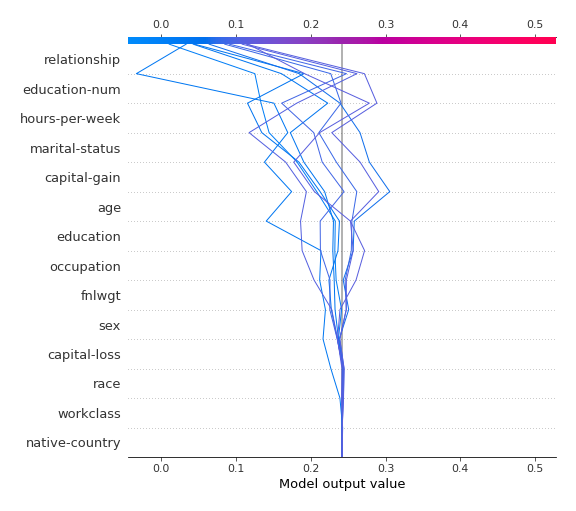 0.0 0.1 0.2 0.3 0.4 0.5
relationship
education-num
hours-per-week
marital-status
capital-gain
age
education
occupation
fnlwgt
sex
capital-loss
race
workclass
native-country
0.0 0.1 0.2 0.3 0.4 0.5
Model output value